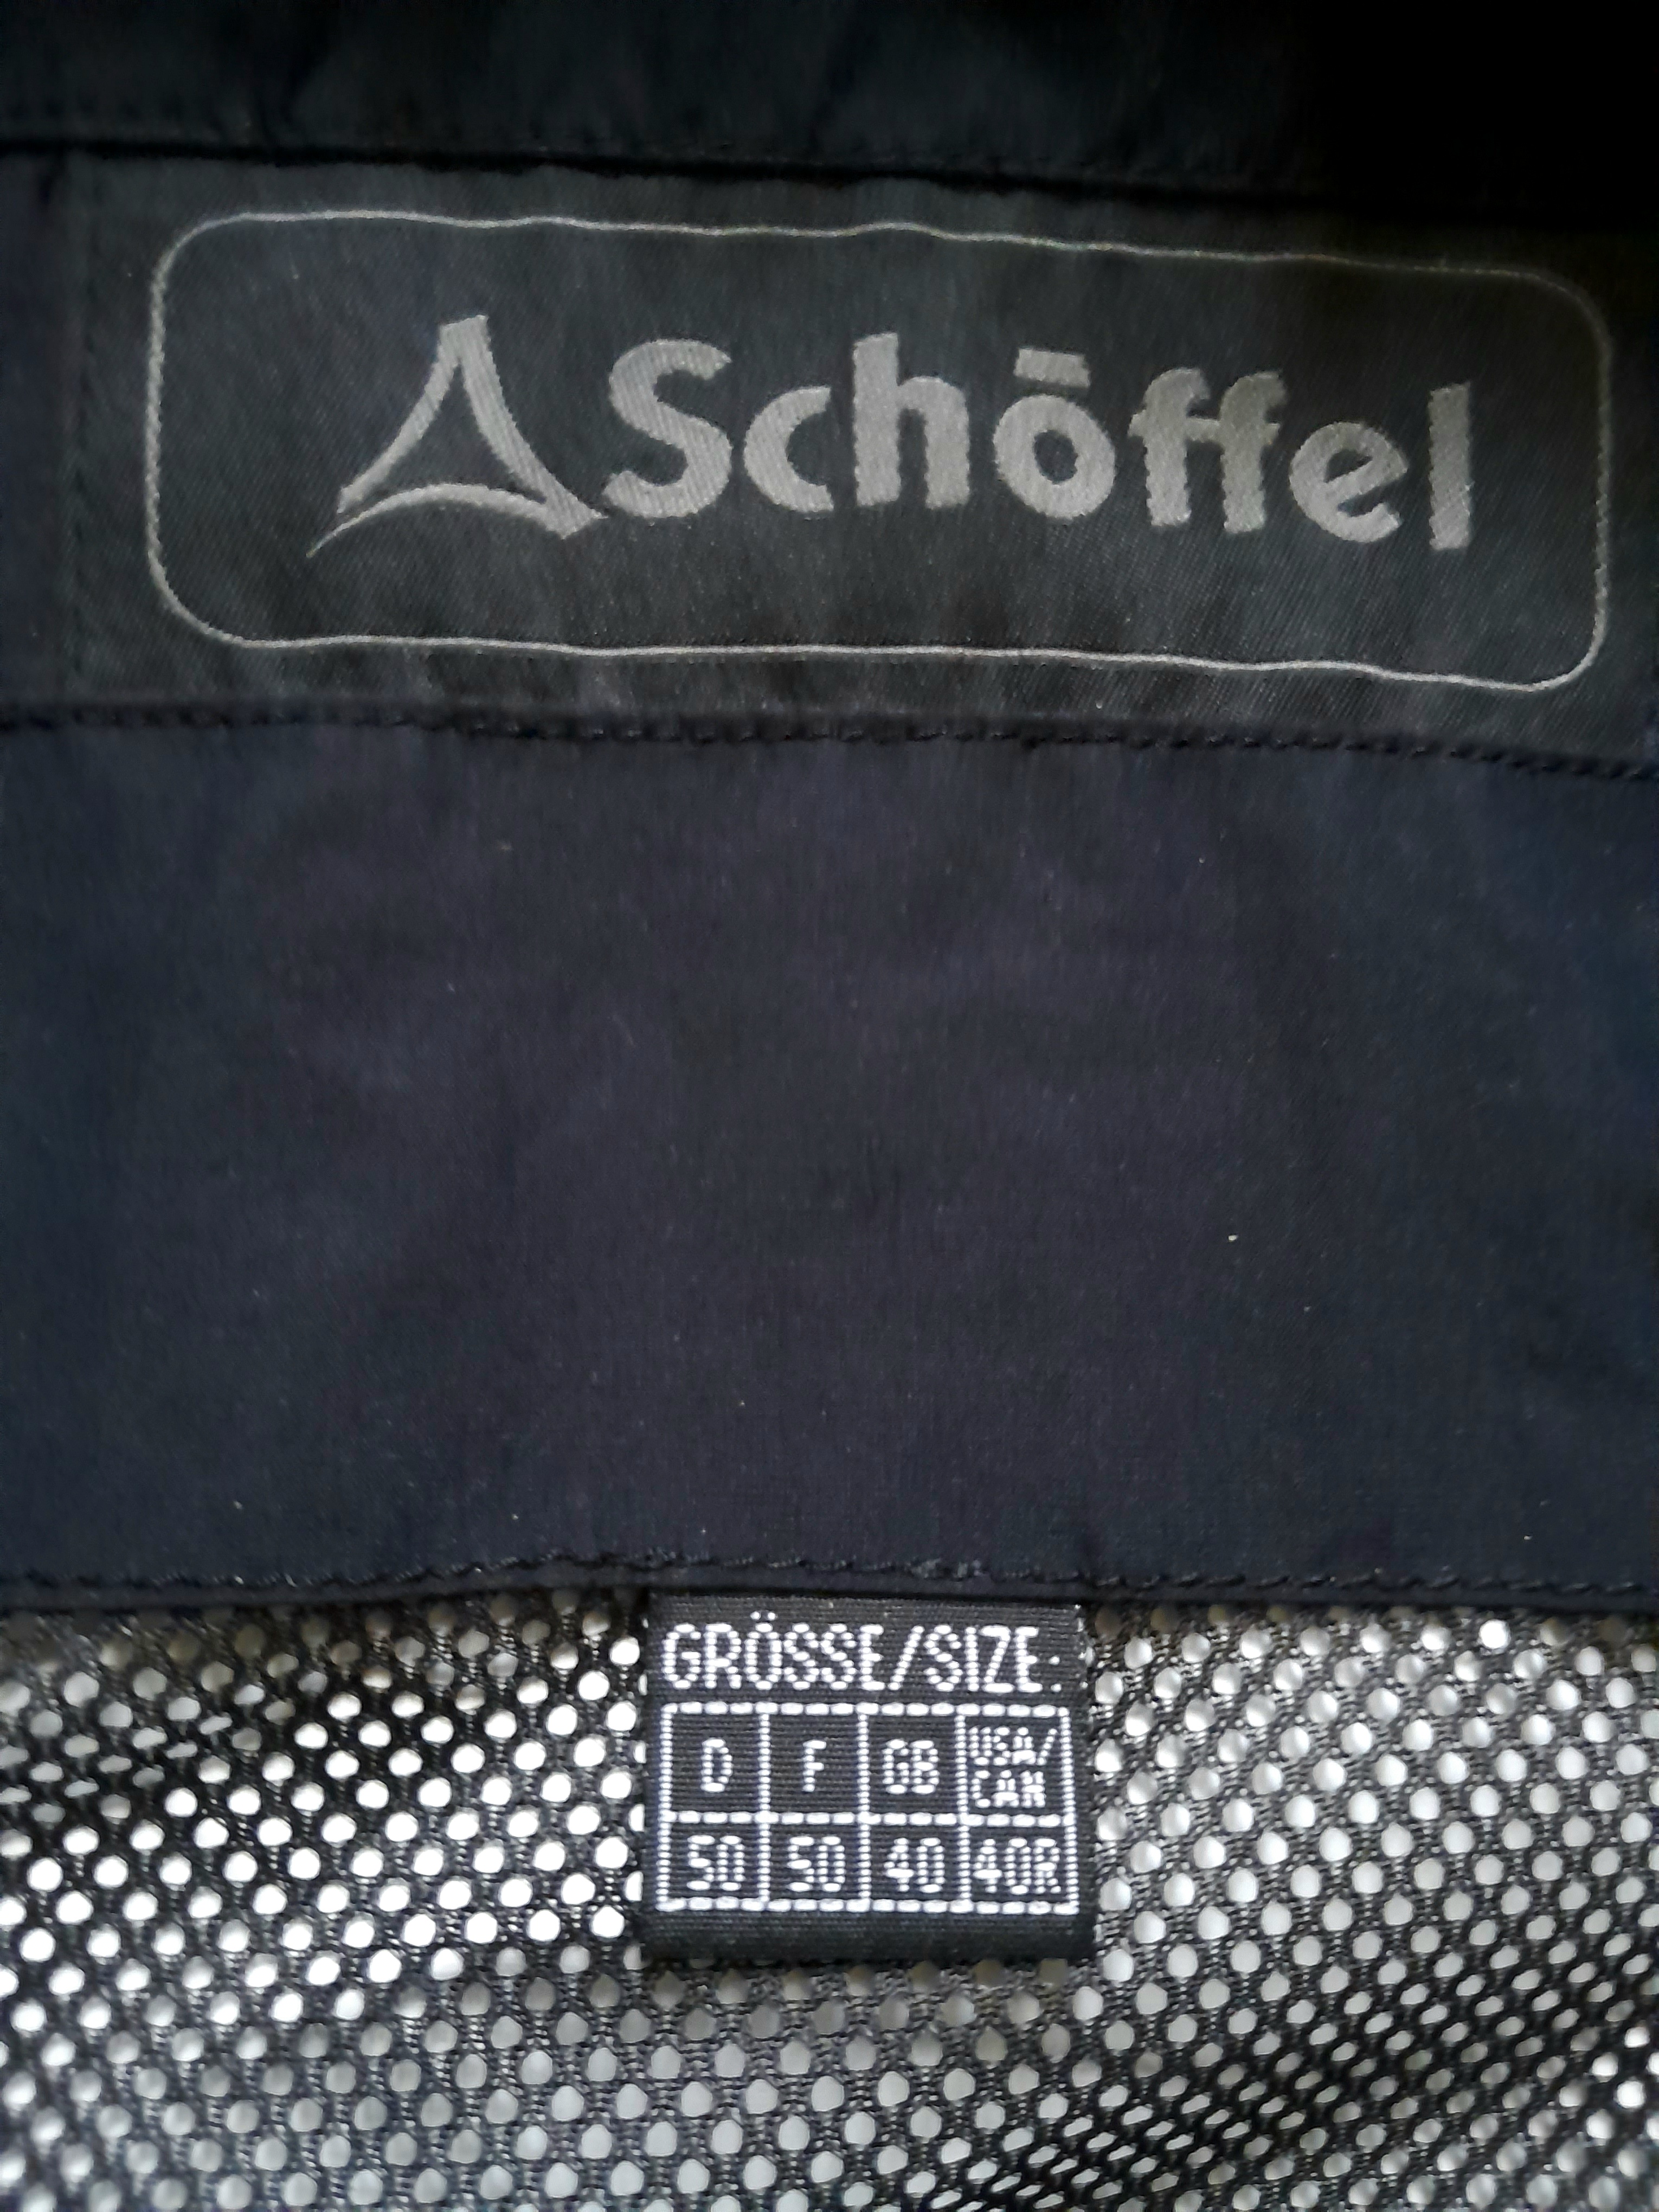 Schöffel
GRÖSSE/SIZE:
D F GB USA/
CAN
50 50 40 40R